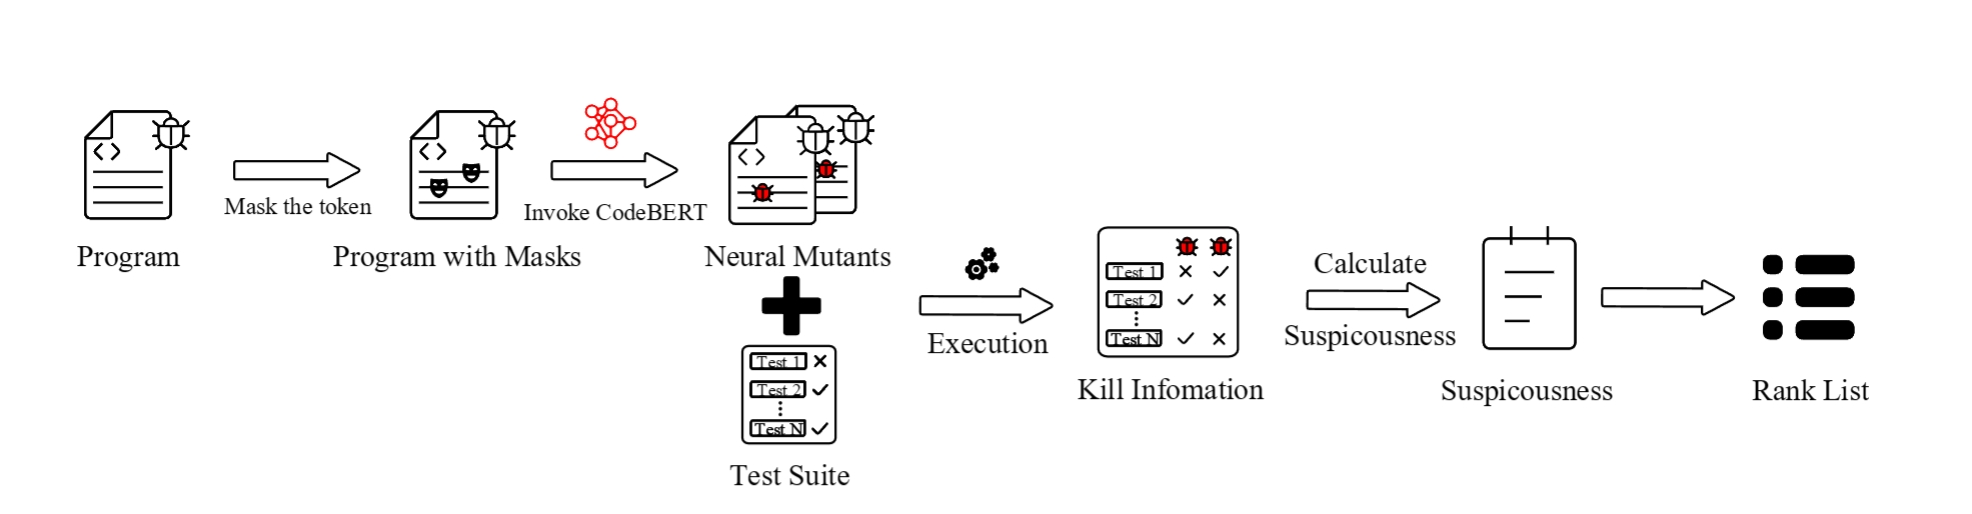 Mask the token
Invoke CodeBERT
Program
Program with Masks
Neural Mutants
Test 1
Test 2
Test N
Test Suite
Execution
Test 1
Test 2
Test N
Kill Infomation
Calculate
Suspicousness
Suspicousness
Rank List